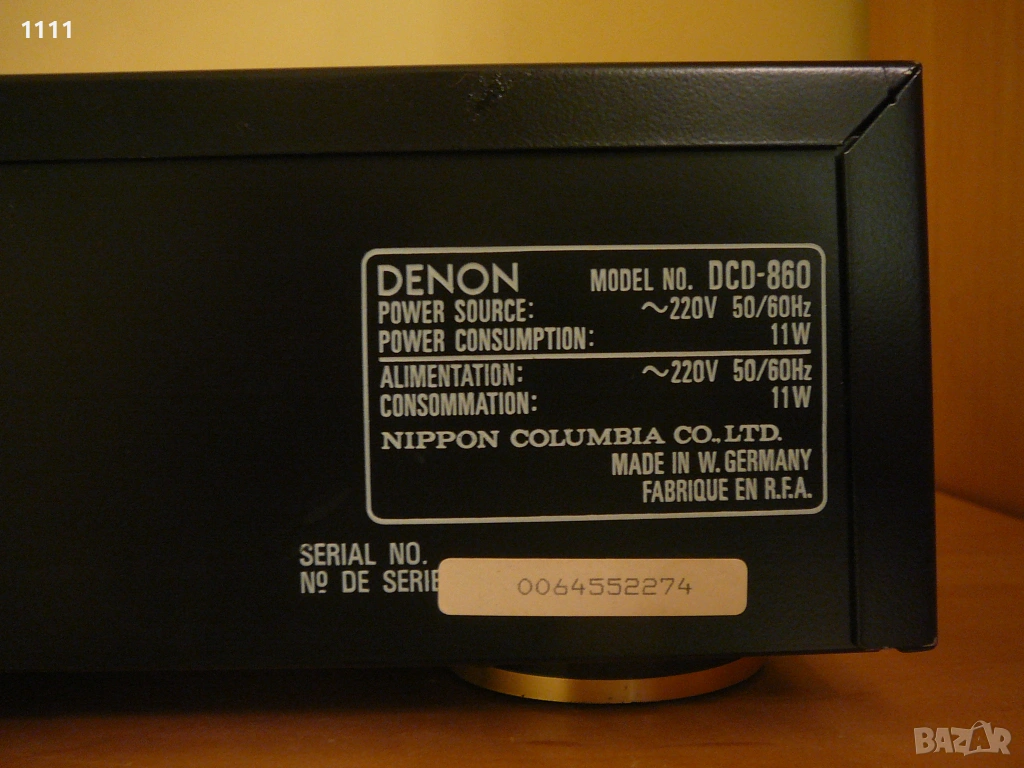 1111
DENON MODEL NO. DCD-860
POWER SOURCE: ~220V 50/60Hz
POWER CONSUMPTION: 11W
ALIMENTATION: ~220V 50/60Hz
CONSOMMATION: 11W
NIPPON COLUMBIA CO., LTD.
MADE IN W. GERMANY
FABRIQUE EN R.F.A.
SERIAL NO.
Nº DE SERIE 0064552274
BAZAR